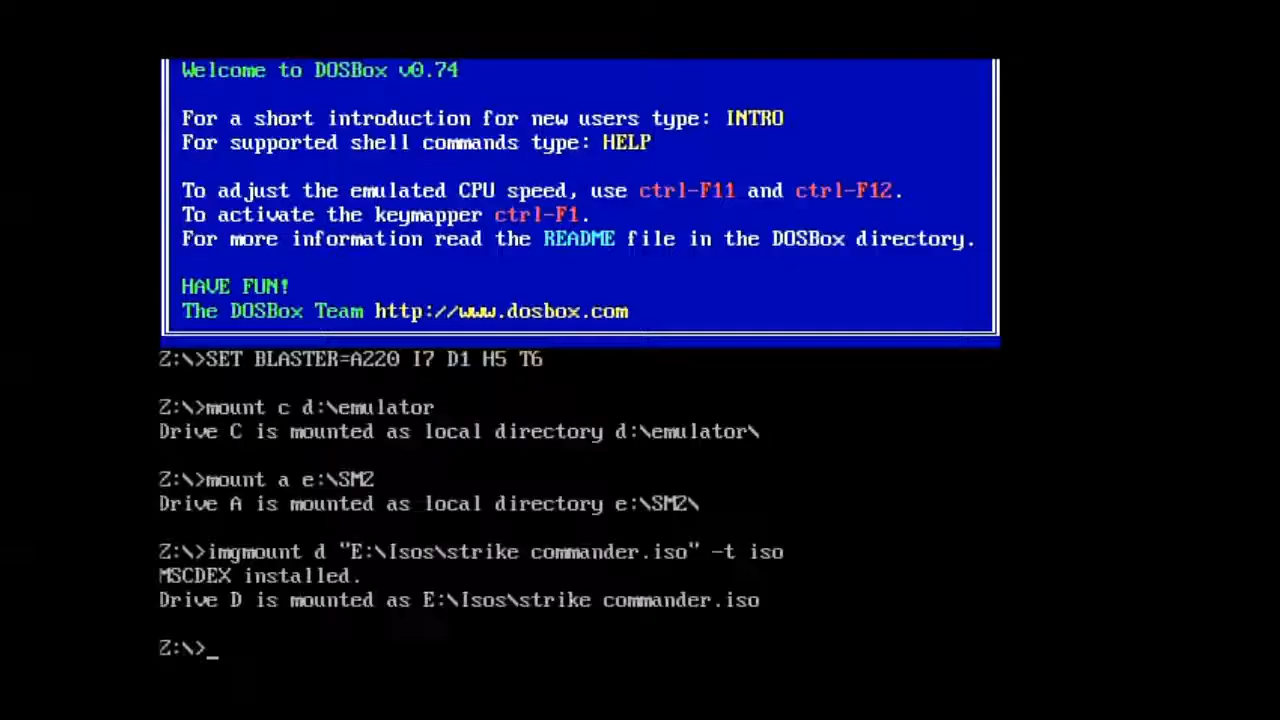 Welcome to DOSBox v0.74
For a short introduction for new users type: INTRO
For supported shell commands type: HELP
To adjust the emulated CPU speed, use ctrl-F11 and ctrl-F12.
To activate the keymapper ctrl-F1.
For more information read the README file in the DOSBox directory.
HAVE FUN!
The DOSBox Team http://www.dosbox.com
Z:\>SET BLASTER=A220 I7 D1 H5 T6
Z:\>mount c d:\emulator
Drive C is mounted as local directory d:\emulator\
Z:\>mount a e:\SM2
Drive A is mounted as local directory e:\SM2\
Z:\>imgmount d "E:\Isos\strike commander.iso" -t iso
MSCDEX installed.
Drive D is mounted as E:\Isos\strike commander.iso
Z:\>_